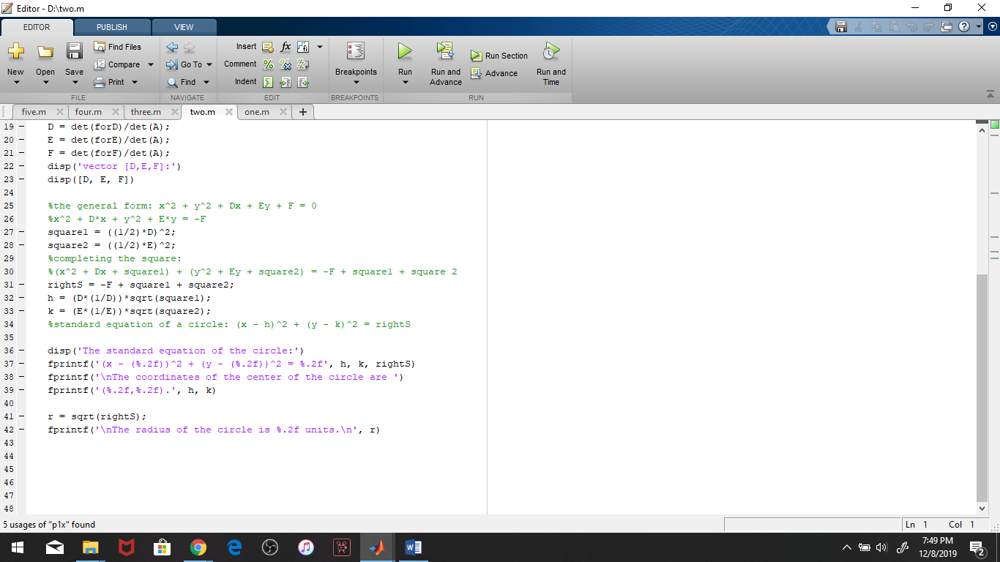 Editor - D:\two.m
EDITOR PUBLISH VIEW
New Open Save Find Files Compare Print
FILE
Go To Find
NAVIGATE
Insert fx
Comment
Indent
EDIT
Breakpoints
BREAKPOINTS
Run Run and Advance Run Section Advance Run and Time
RUN
five.m four.m three.m two.m one.m +
19 – D = det(forD)/det(A);
20 – E = det(forE)/det(A);
21 – F = det(forF)/det(A);
22 – disp('vector [D,E,F]:')
23 – disp([D, E, F])
24
25 %the general form: x^2 + y^2 + Dx + Ey + F = 0
26 %x^2 + D*x + y^2 + E*y = -F
27 – square1 = ((1/2)*D)^2;
28 – square2 = ((1/2)*E)^2;
29 %completing the square:
30 %(x^2 + Dx + square1) + (y^2 + Ey + square2) = -F + square1 + square 2
31 – rightS = -F + square1 + square2;
32 – h = (D*(1/D))*sqrt(square1);
33 – k = (E*(1/E))*sqrt(square2);
34 %standard equation of a circle: (x - h)^2 + (y - k)^2 = rightS
35
36 – disp('The standard equation of the circle:')
37 – fprintf('(x - (%.2f))^2 + (y - (%.2f))^2 = %.2f', h, k, rightS)
38 – fprintf('\nThe coordinates of the center of the circle are ')
39 – fprintf('(%.2f,%.2f).', h, k)
40
41 – r = sqrt(rightS);
42 – fprintf('\nThe radius of the circle is %.2f units.\n', r)
43
44
45
46
47
48
5 usages of "p1x" found
Ln 1 Col 1
7:49 PM
12/8/2019
2